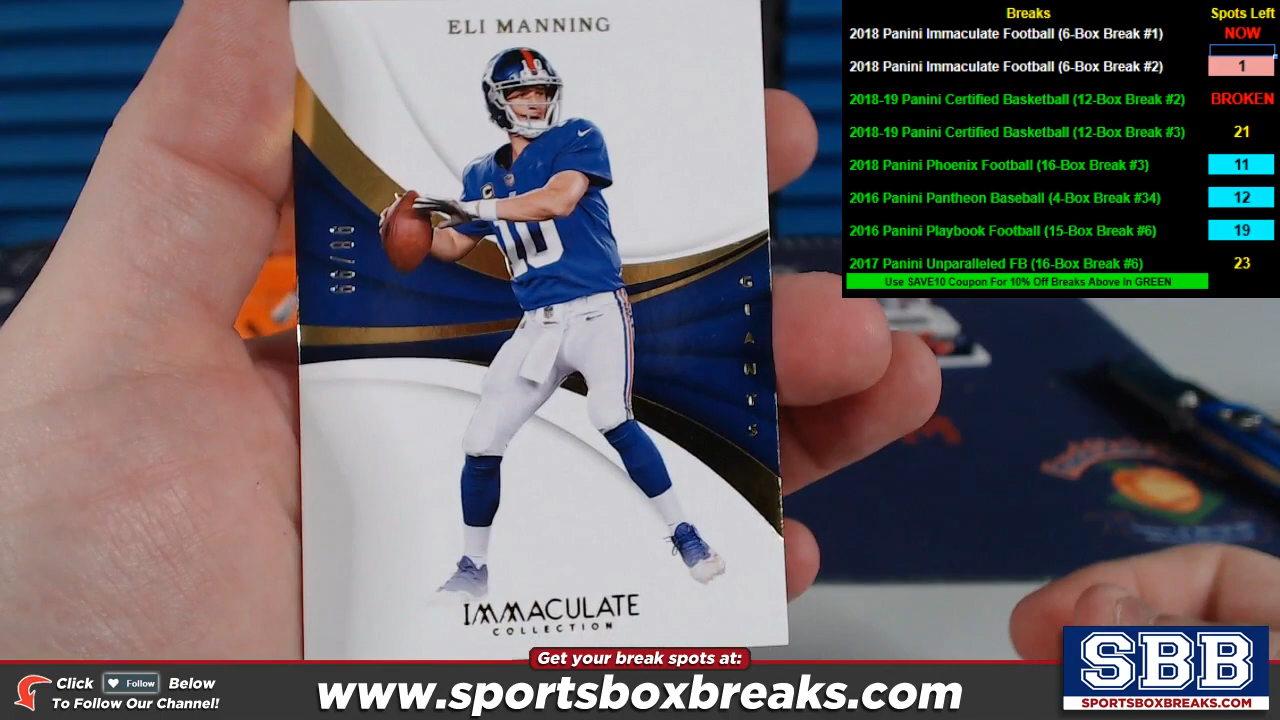 ELI MANNING
10
10
GIANTS
IMMACULATE
COLLECTION
Breaks Spots Left
2018 Panini Immaculate Football (6-Box Break #1) NOW
2018 Panini Immaculate Football (6-Box Break #2) 1
2018-19 Panini Certified Basketball (12-Box Break #2) BROKEN
2018-19 Panini Certified Basketball (12-Box Break #3) 21
2018 Panini Phoenix Football (16-Box Break #3) 11
2016 Panini Pantheon Baseball (4-Box Break #34) 12
2016 Panini Playbook Football (15-Box Break #6) 19
2017 Panini Unparalleled FB (16-Box Break #6) 23
Use SAVE10 Coupon For 10% Off Breaks Above In GREEN
Get your break spots at:
Click Follow Below
To Follow Our Channel!
www.sportsboxbreaks.com
SBB
SPORTSBOXBREAKS.COM